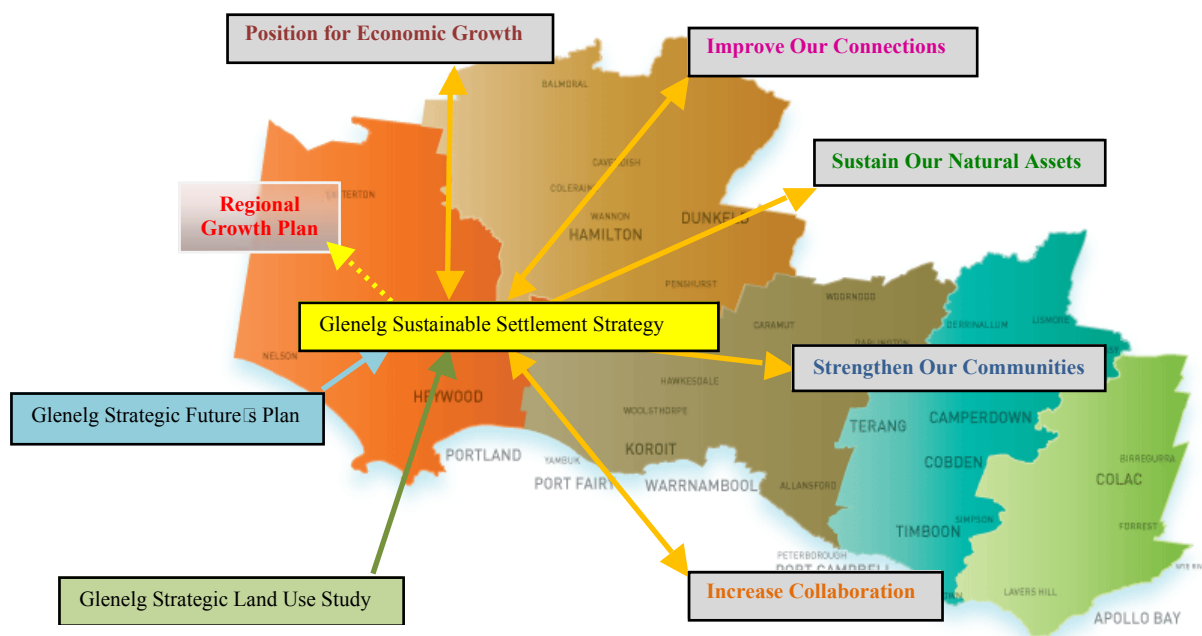 Position for Economic Growth
Improve Our Connections
BALMORAL
Sustain Our Natural Assets
CAVENDISH
COLERAINE
Regional
Growth Plan
WANNON
DUNKELD
HAMILTON
PENSHURST
WOORNDOO
Glenelg Sustainable Settlement Strategy
CARAMUT
DERRINALLUM
LISMORE
DARLINGTON
NELSON
Strengthen Our Communities
HAWKESDALE
HEYWOOD
Glenelg Strategic Future's Plan
WOOLSTHORPE
CAMPERDOWN
TERANG
KOROIT
PORTLAND
YAMBUK
COBDEN
BIRREGURRA
COLAC
PORT FAIRY
WARRNAMBOOL
ALLANSFORD
SIMPSON
FORREST
TIMBOON
PETERBOROUGH
PORT CAMPBELL
Increase Collaboration
Glenelg Strategic Land Use Study
LAVERS HILL
APOLLO BAY